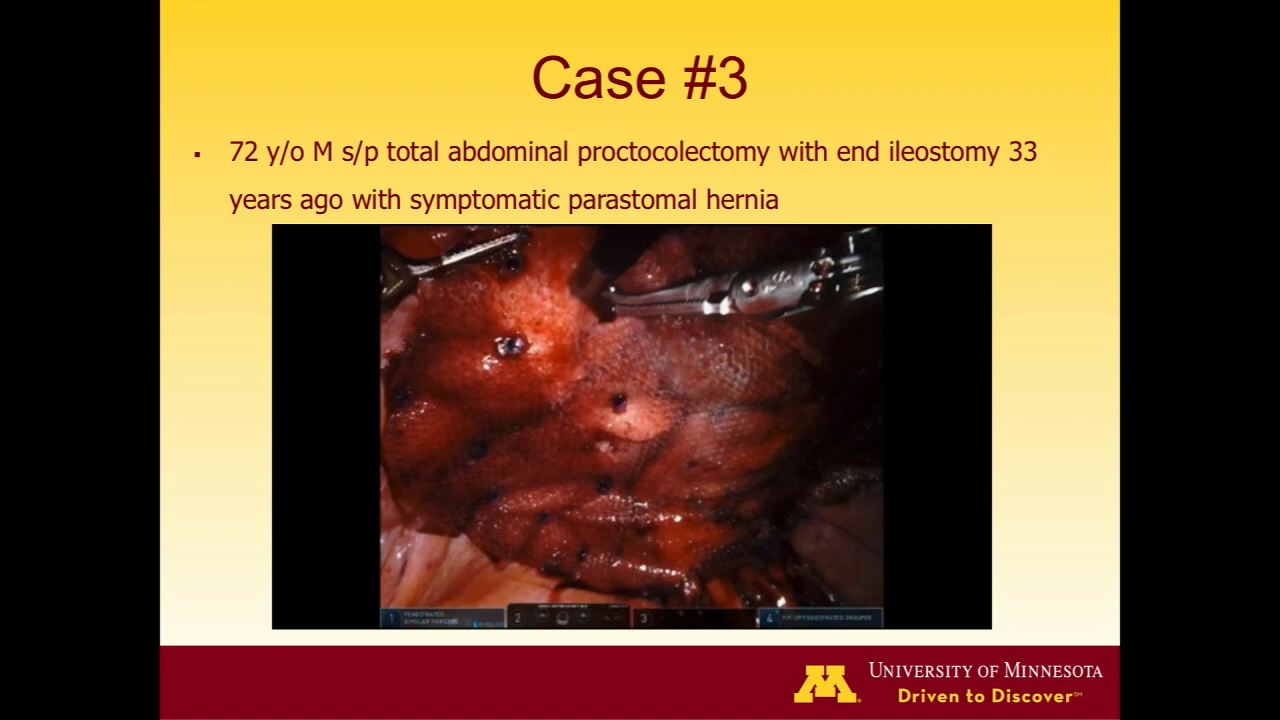 Case #3
▪ 72 y/o M s/p total abdominal proctocolectomy with end ileostomy 33
years ago with symptomatic parastomal hernia
1 FENESTRATED
BIPOLAR FORCEPS
2
3
4 TIP-UP FENESTRATED GRASPER
M
UNIVERSITY OF MINNESOTA
Driven to Discover℠